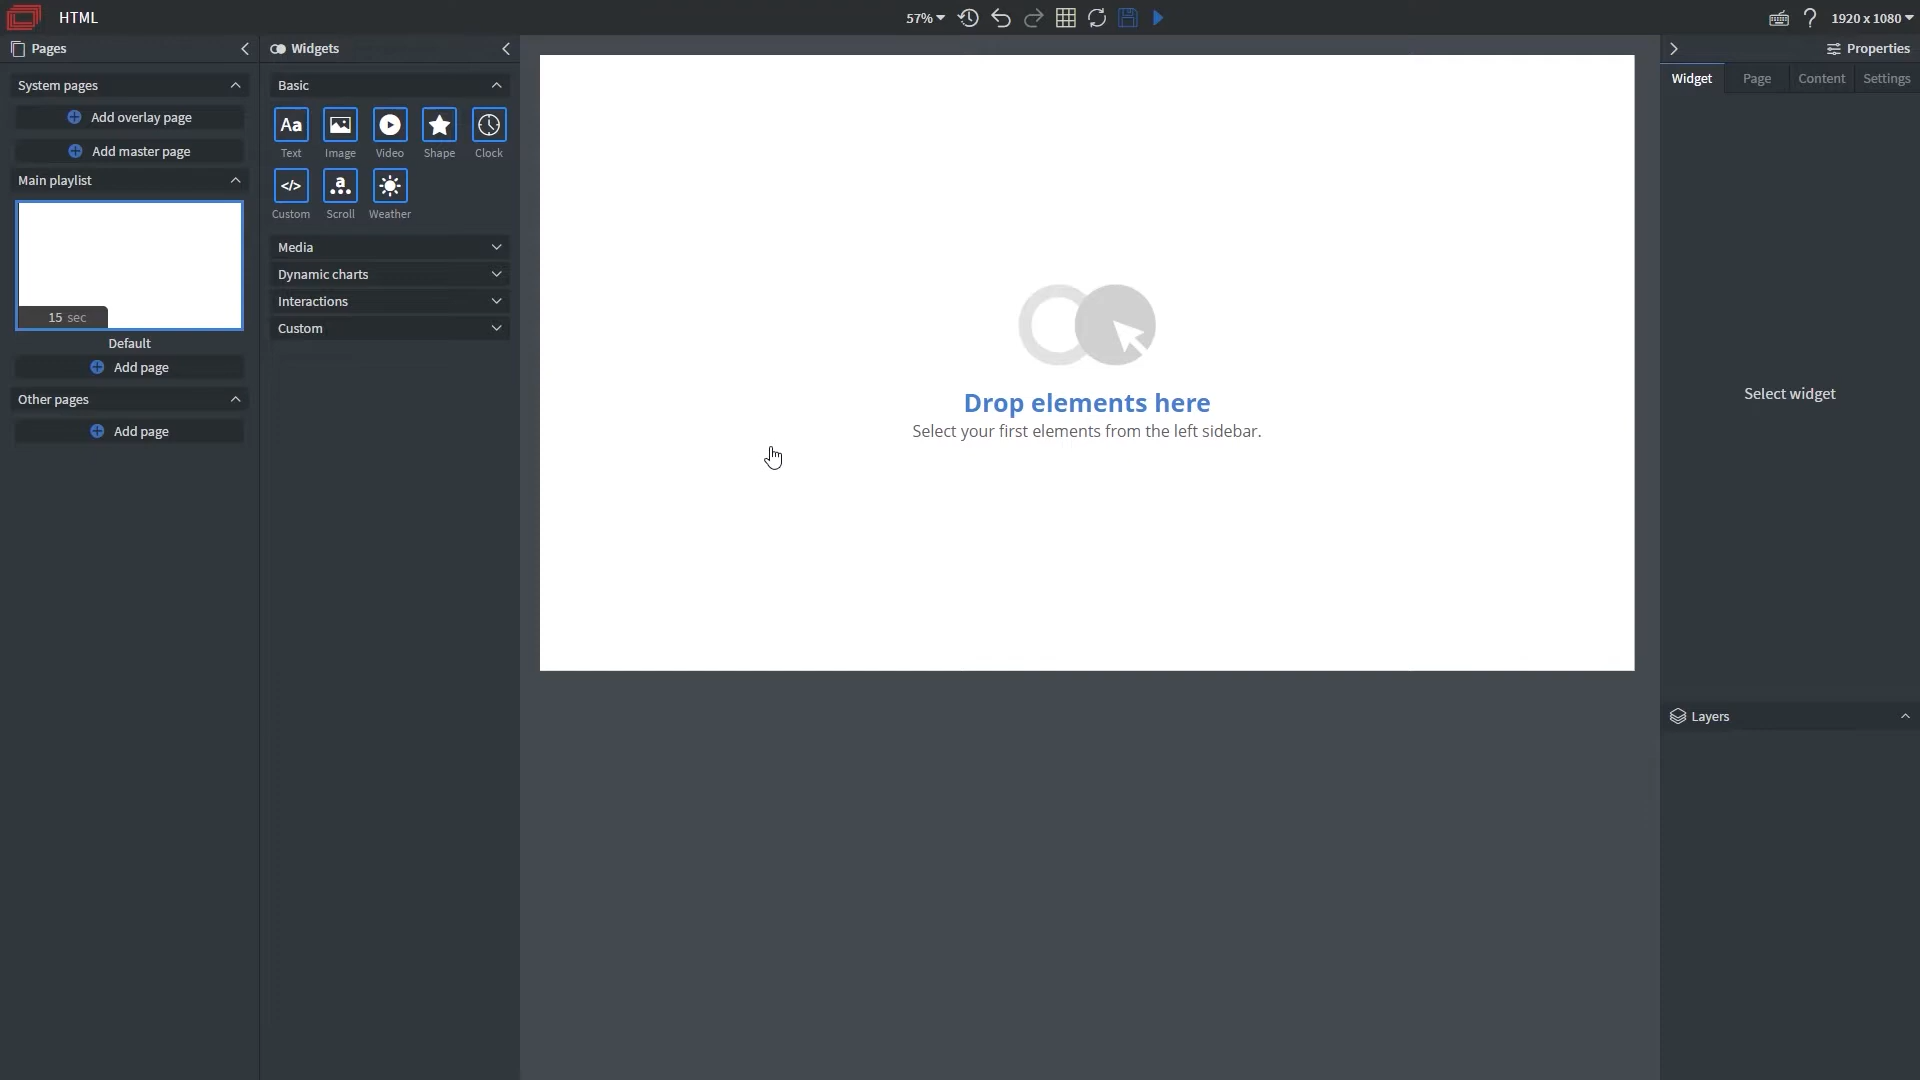 HTML
57%
1920 x 1080
Pages
System pages
Add overlay page
Add master page
Main playlist
15 sec
Default
Add page
Other pages
Add page
Widgets
Basic
Aa
Text
Image
Video
Shape
Clock
</>
Custom
a
Scroll
Weather
Media
Dynamic charts
Interactions
Custom
Drop elements here
Select your first elements from the left sidebar.
Properties
Widget
Page
Content
Settings
Select widget
Layers